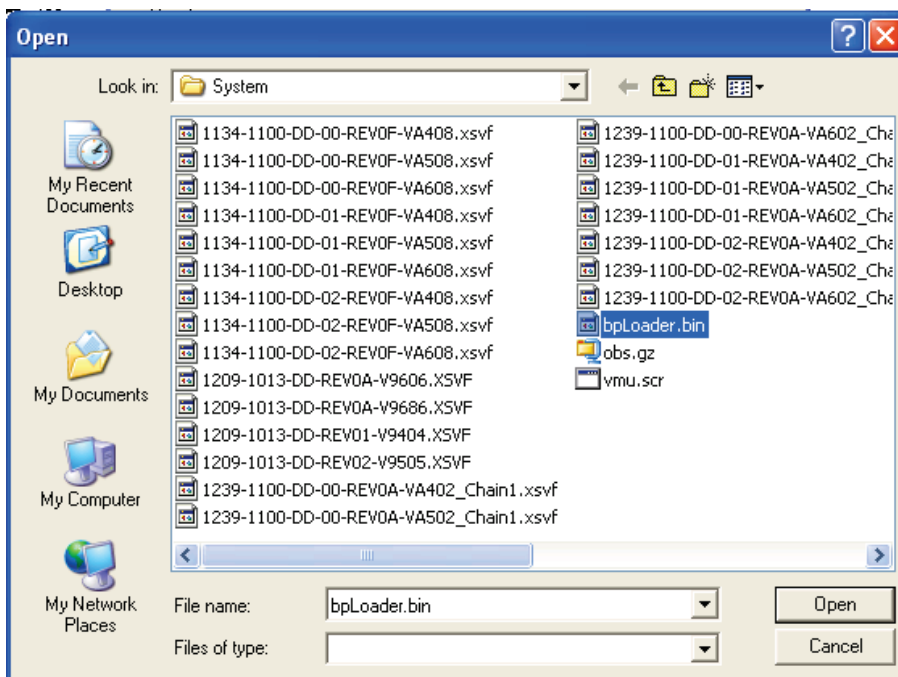 Open
Look in:
System
My Recent
Documents
Desktop
My Documents
My Computer
My Network
Places
1134-1100-DD-00-REV0F-VA408.xsvf
1134-1100-DD-00-REV0F-VA508.xsvf
1134-1100-DD-00-REV0F-VA608.xsvf
1134-1100-DD-01-REV0F-VA408.xsvf
1134-1100-DD-01-REV0F-VA508.xsvf
1134-1100-DD-01-REV0F-VA608.xsvf
1134-1100-DD-02-REV0F-VA408.xsvf
1134-1100-DD-02-REV0F-VA508.xsvf
1134-1100-DD-02-REV0F-VA608.xsvf
1209-1013-DD-REV0A-V9606.XSVF
1209-1013-DD-REV0A-V9686.XSVF
1209-1013-DD-REV01-V9404.XSVF
1209-1013-DD-REV02-V9505.XSVF
1239-1100-DD-00-REV0A-VA402_Chain1.xsvf
1239-1100-DD-00-REV0A-VA502_Chain1.xsvf
1239-1100-DD-00-REV0A-VA602_Cha
1239-1100-DD-01-REV0A-VA402_Cha
1239-1100-DD-01-REV0A-VA502_Cha
1239-1100-DD-01-REV0A-VA602_Cha
1239-1100-DD-02-REV0A-VA402_Cha
1239-1100-DD-02-REV0A-VA502_Cha
1239-1100-DD-02-REV0A-VA602_Cha
bpLoader.bin
obs.gz
vmu.scr
File name:
bpLoader.bin
Open
Files of type:
Cancel